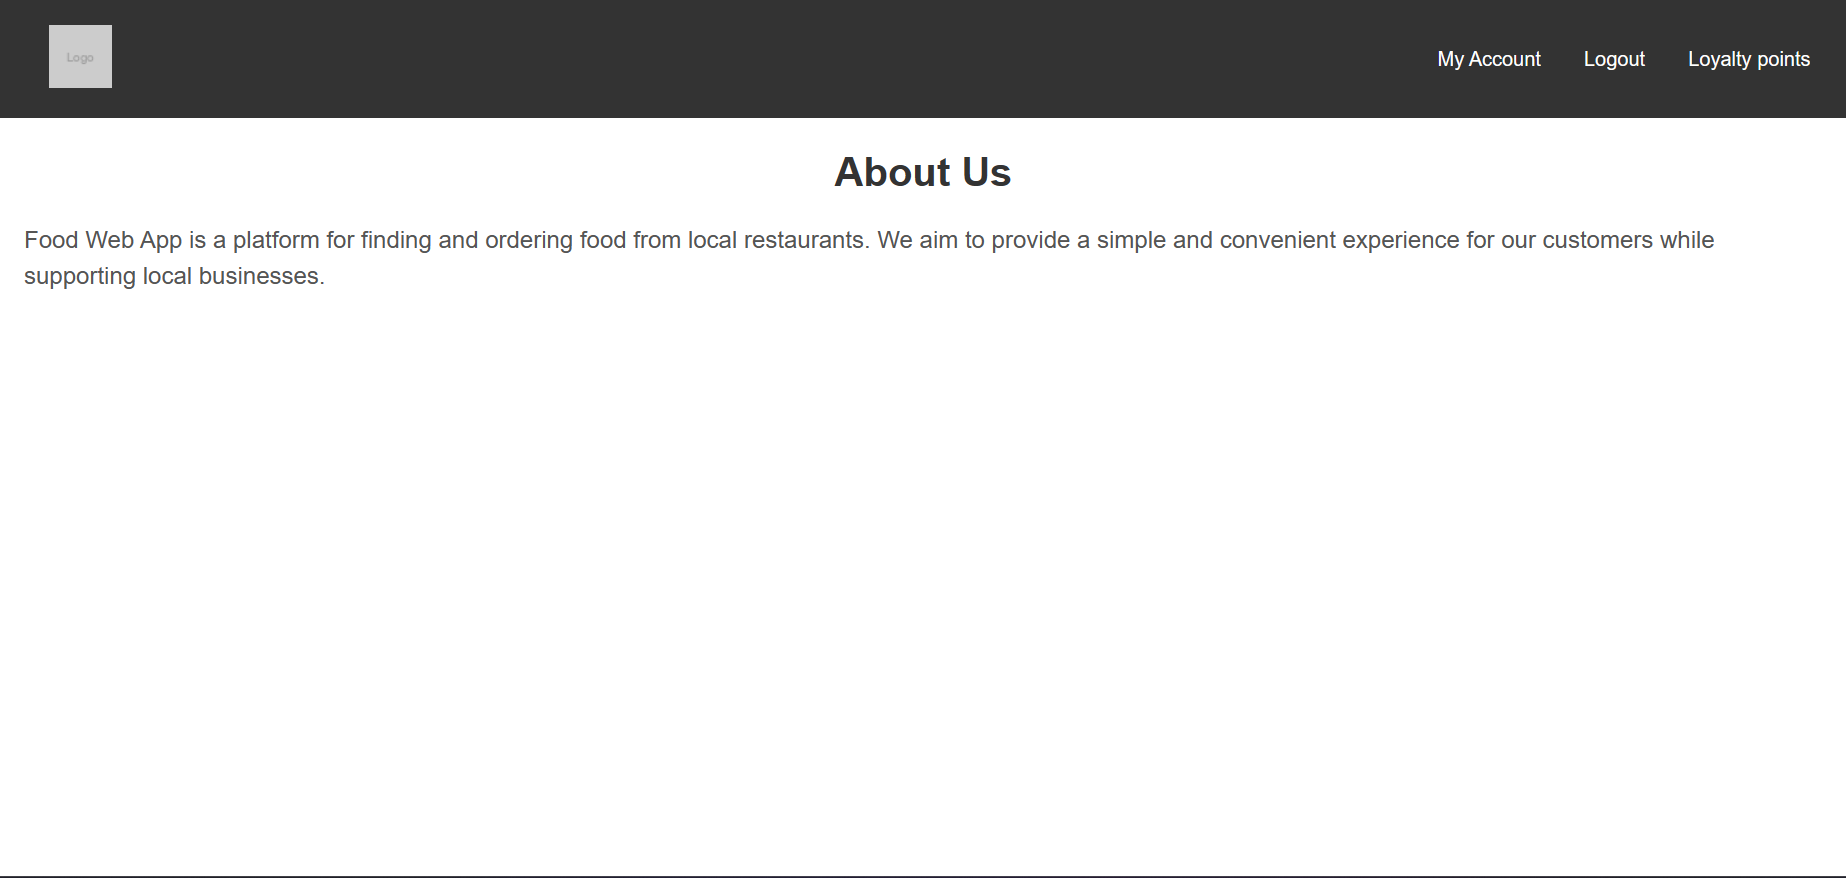 Logo
My Account Logout Loyalty points
About Us
Food Web App is a platform for finding and ordering food from local restaurants. We aim to provide a simple and convenient experience for our customers while
supporting local businesses.